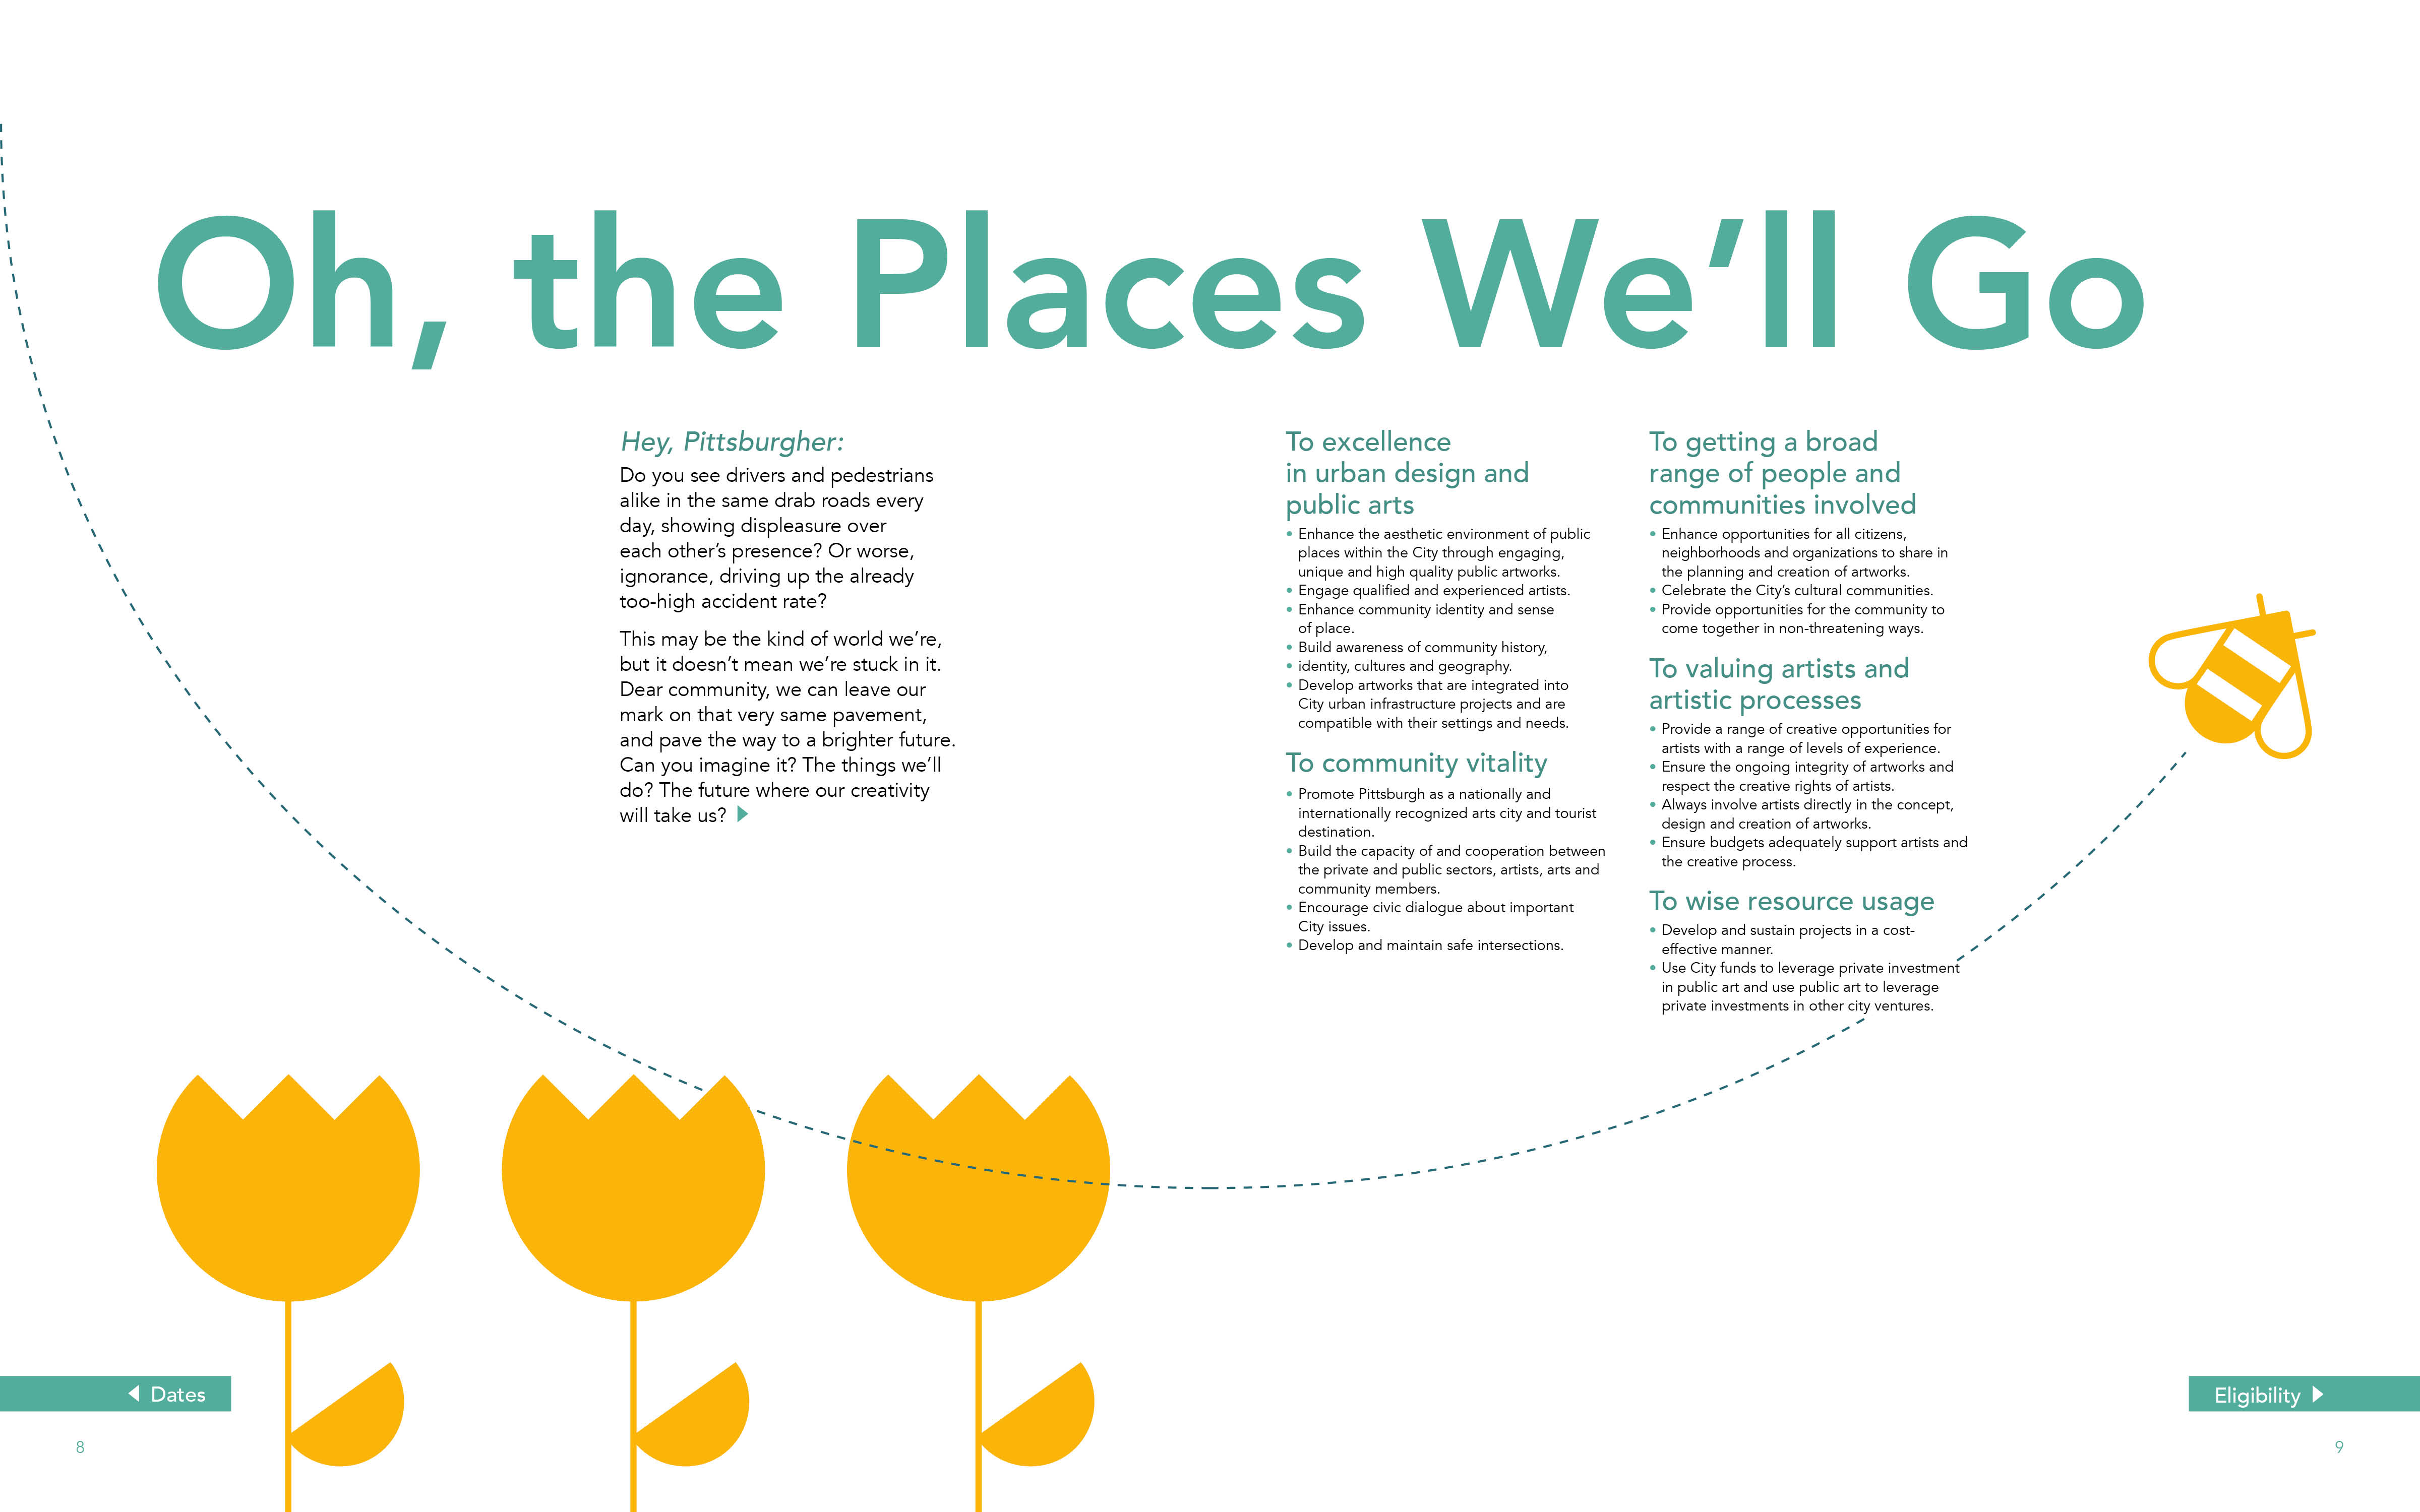 Oh, the Places We’ll Go
Hey, Pittsburgher:
Do you see drivers and pedestrians
alike in the same drab roads every
day, showing displeasure over
each other’s presence? Or worse,
ignorance, driving up the already
too-high accident rate?
This may be the kind of world we’re,
but it doesn’t mean we’re stuck in it.
Dear community, we can leave our
mark on that very same pavement,
and pave the way to a brighter future.
Can you imagine it? The things we’ll
do? The future where our creativity
will take us?
To excellence
in urban design and
public arts
• Enhance the aesthetic environment of public
places within the City through engaging,
unique and high quality public artworks.
• Engage qualified and experienced artists.
• Enhance community identity and sense
of place.
• Build awareness of community history,
• identity, cultures and geography.
• Develop artworks that are integrated into
City urban infrastructure projects and are
compatible with their settings and needs.
To community vitality
• Promote Pittsburgh as a nationally and
internationally recognized arts city and tourist
destination.
• Build the capacity of and cooperation between
the private and public sectors, artists, arts and
community members.
• Encourage civic dialogue about important
City issues.
• Develop and maintain safe intersections.
To getting a broad
range of people and
communities involved
• Enhance opportunities for all citizens,
neighborhoods and organizations to share in
the planning and creation of artworks.
• Celebrate the City’s cultural communities.
• Provide opportunities for the community to
come together in non-threatening ways.
To valuing artists and
artistic processes
• Provide a range of creative opportunities for
artists with a range of levels of experience.
• Ensure the ongoing integrity of artworks and
respect the creative rights of artists.
• Always involve artists directly in the concept,
design and creation of artworks.
• Ensure budgets adequately support artists and
the creative process.
To wise resource usage
• Develop and sustain projects in a cost-
effective manner.
• Use City funds to leverage private investment
in public art and use public art to leverage
private investments in other city ventures.
Dates
Eligibility
8
9